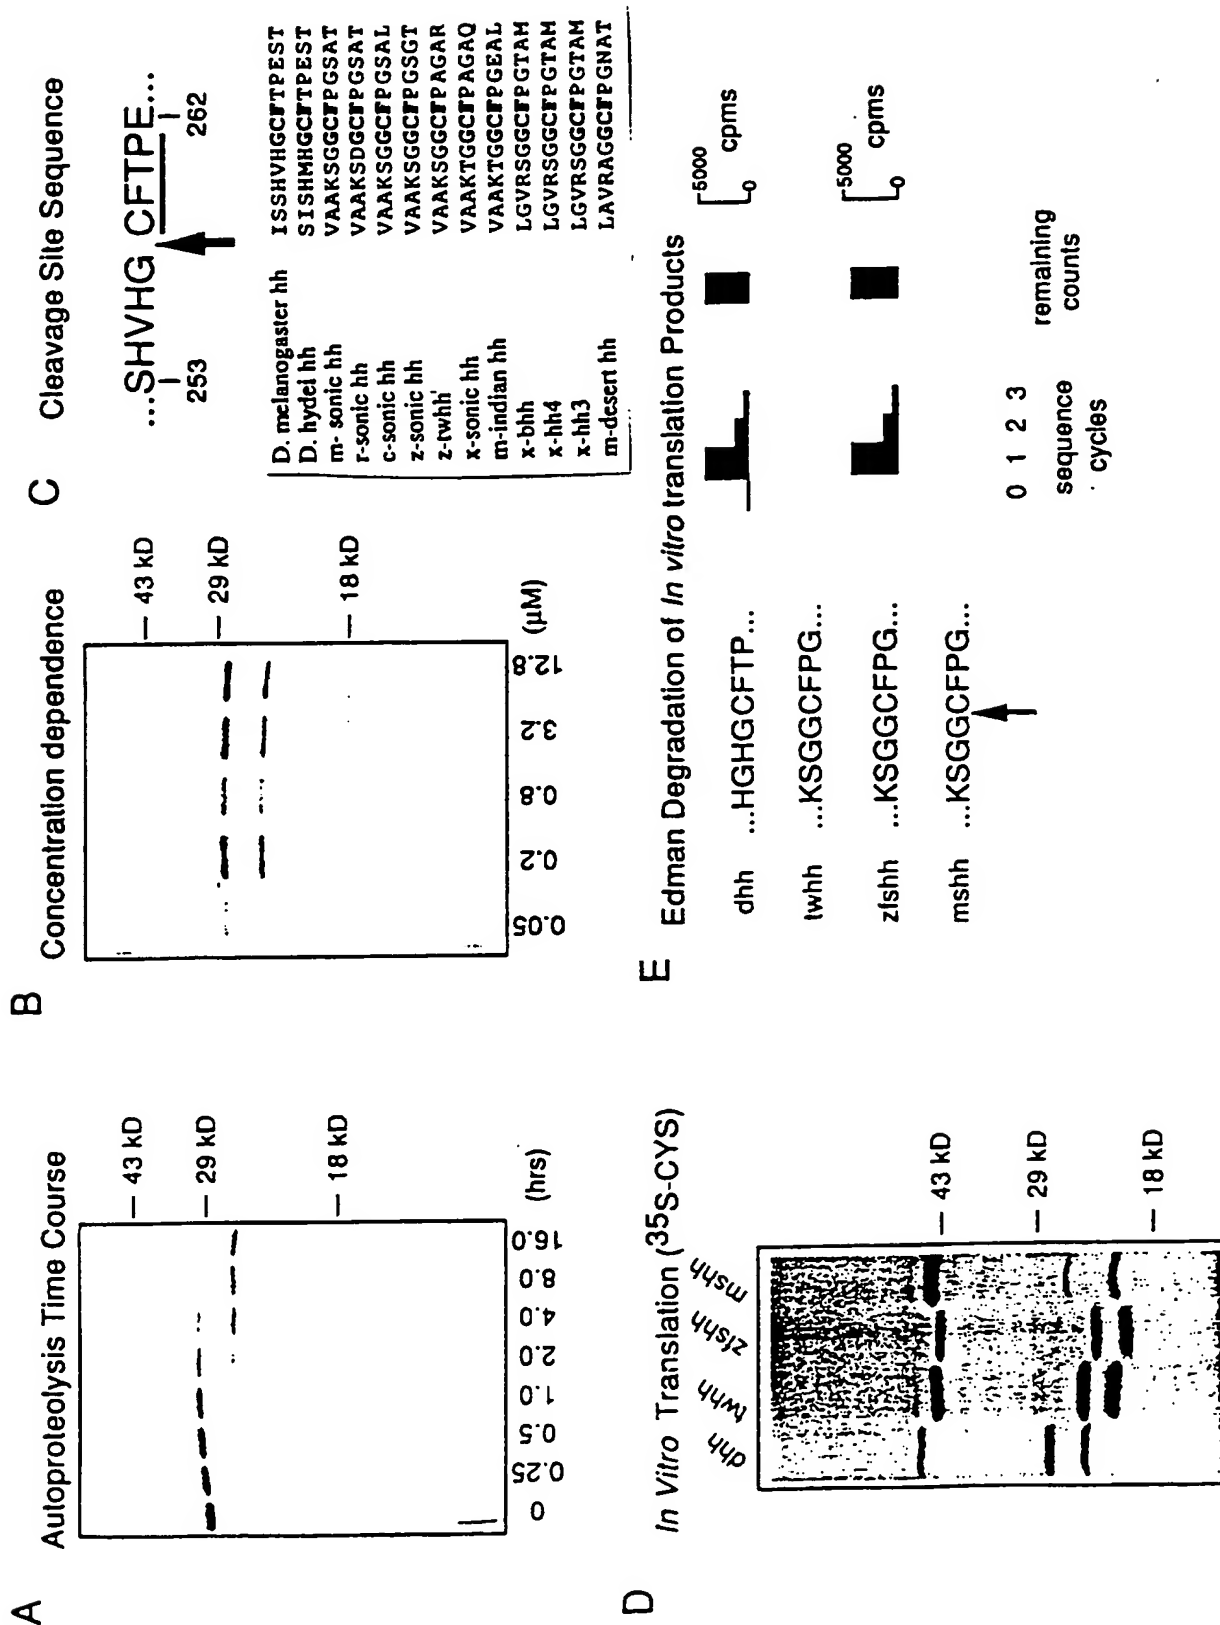 A
Autoproteolysis Time Course
43 kD
29 kD
18 kD
0 0.25 0.5 1.0 2.0 4.0 8.0 16.0 (hrs)
B
Concentration dependence
43 kD
29 kD
18 kD
0.05 0.2 0.8 3.2 12.8 (µM)
C
Cleavage Site Sequence
...SHVHG CFTPE...
253 262
D. melanogaster hh ISSHVHGCFTPEST
D. hydei hh SISHMHGCFTPEST
m- sonic hh VAAKSGGCFPGSAT
r-sonic hh VAAKSDGCFPGSAT
c-sonic hh VAAKSGGCFPGSAL
z-sonic hh VAAKSGGCFPGSGT
z-twhh' VAAKSGGCFPAGAR
x-sonic hh VAAKTGGCFPAGAQ
m-indian hh VAAKTGGCFPGEAL
x-bhh LGVRSGGCFPGTAM
x-hh4 LGVRSGGCFPGTAM
x-hh3 LGVRSGGCFPGTAM
m-desert hh LAVRAGGCFPGNAT
D
In Vitro Translation (35S-CYS)
dhh twhh zfshh mshh
43 kD
29 kD
18 kD
E
Edman Degradation of In vitro translation Products
dhh ...HGHGCFTP...
twhh ...KSGGCFPG...
zfshh ...KSGGCFPG...
mshh ...KSGGCFPG...
5000
cpms
0
5000
cpms
0
0 1 2 3
sequence
cycles
remaining
counts